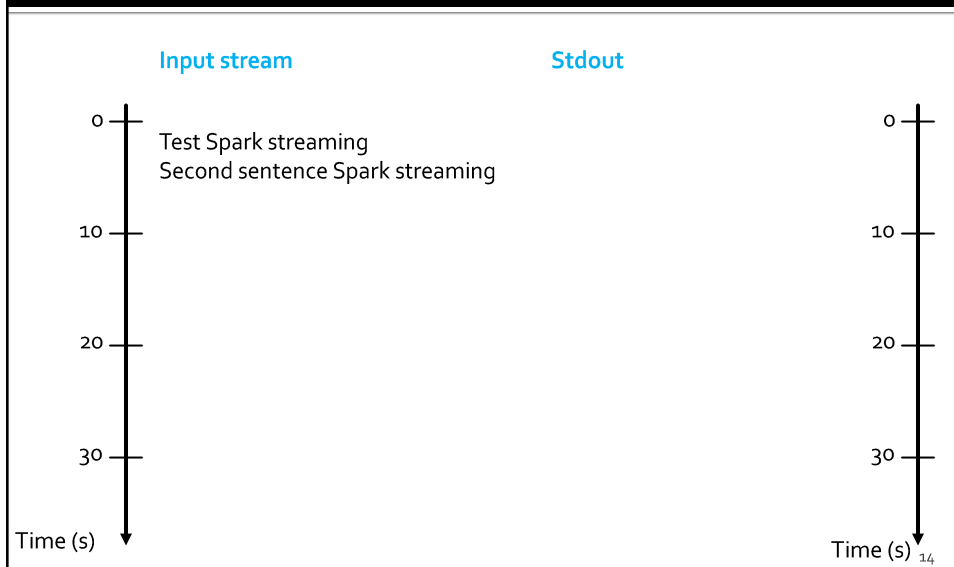 Input stream
Stdout
0
0
Test Spark streaming
Second sentence Spark streaming
10
10
20
20
30
30
Time (s)
Time (s)
14